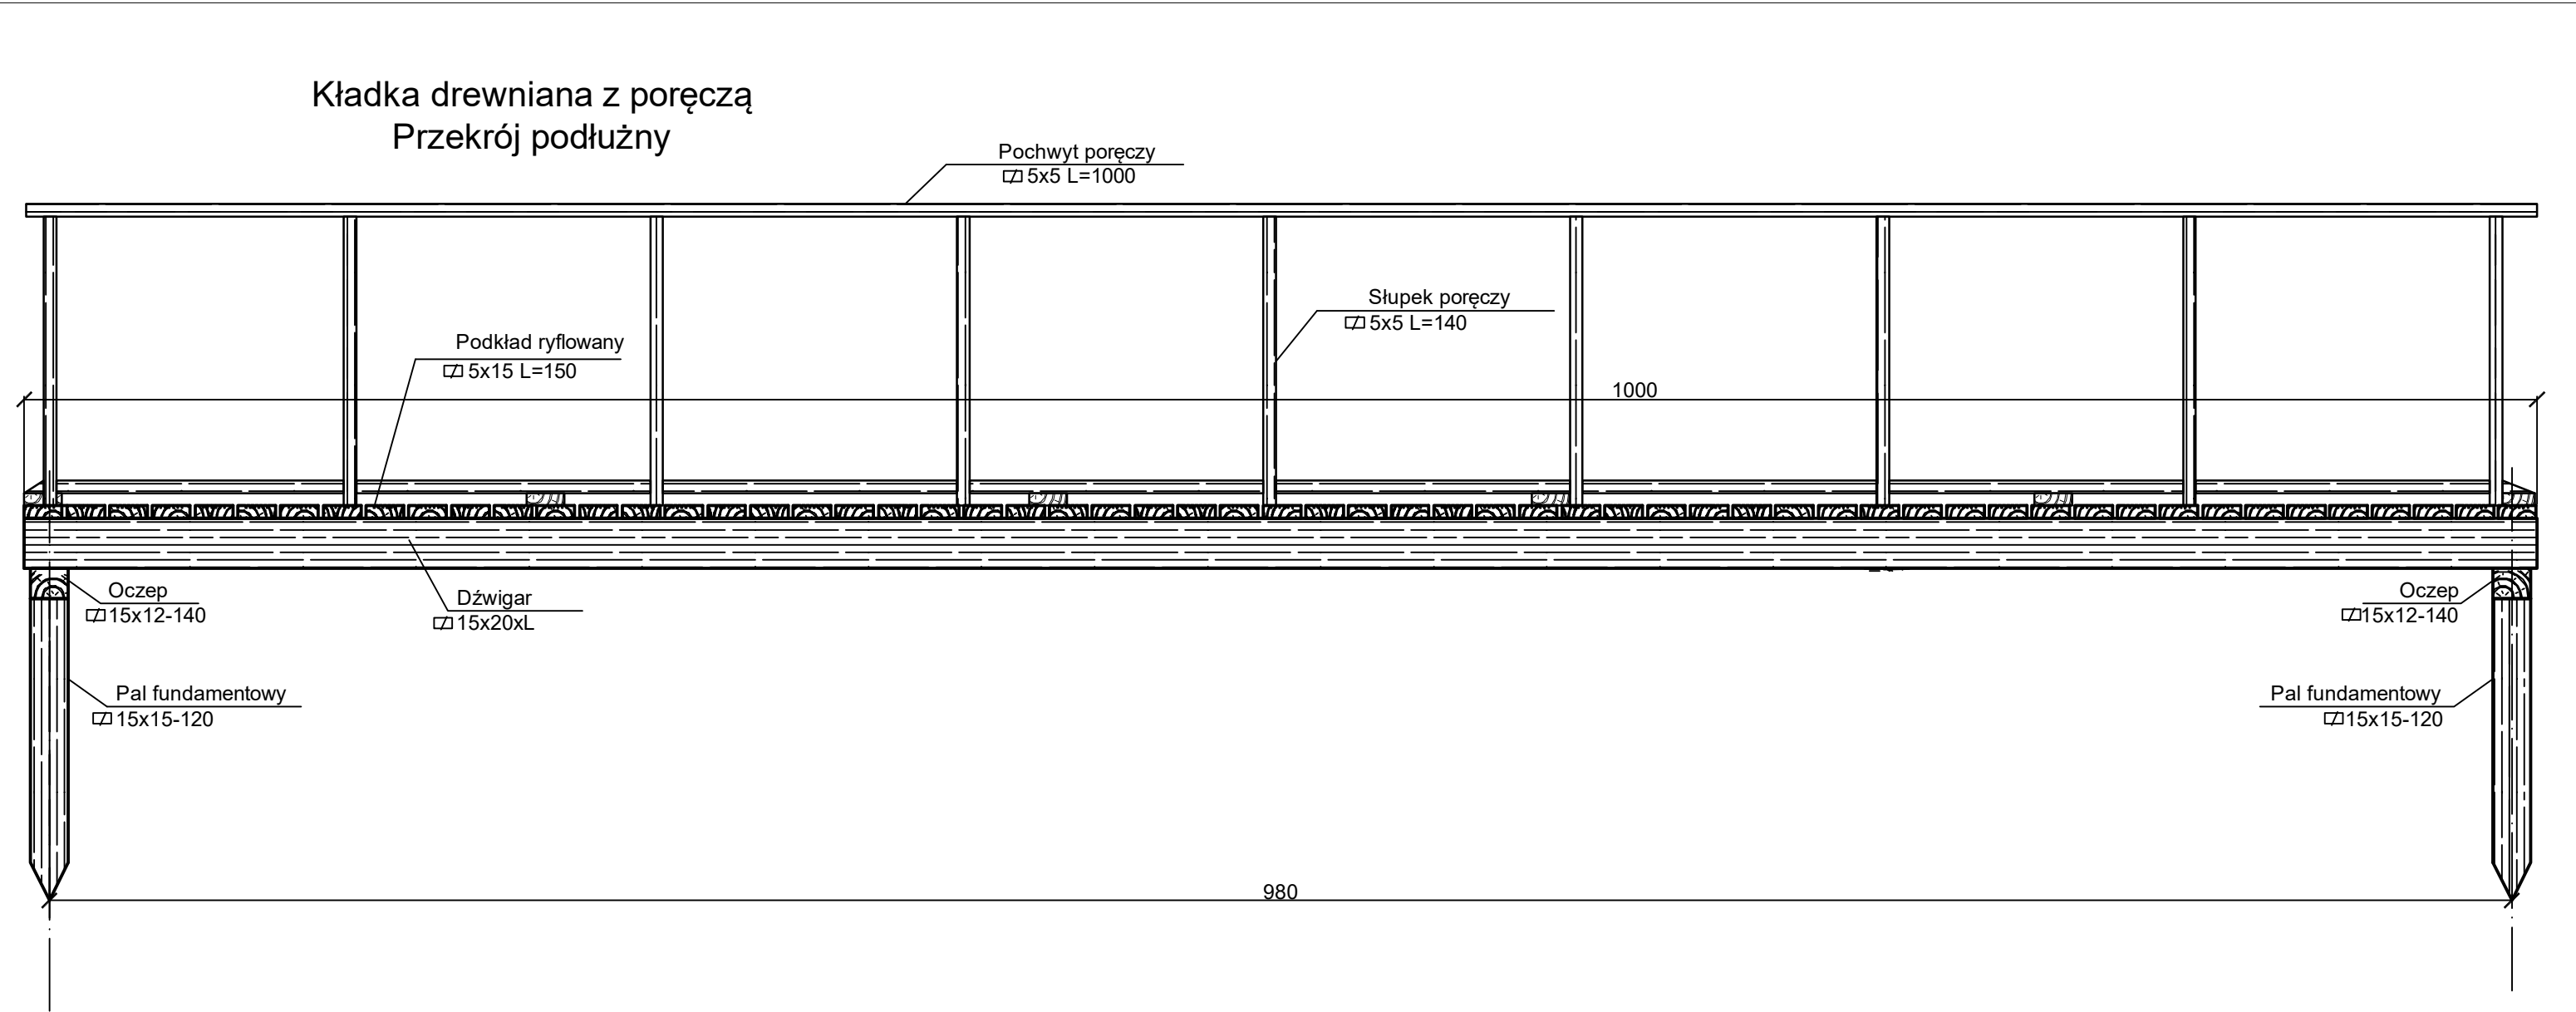 Kładka drewniana z poręczą
Przekrój podłużny
Pochwyt poręczy
5x5 L=1000
Słupek poręczy
5x5 L=140
Podkład ryflowany
5x15 L=150
1000
Oczep
15x12-140
Dźwigar
15x20xL
Oczep
15x12-140
Pal fundamentowy
15x15-120
Pal fundamentowy
15x15-120
980